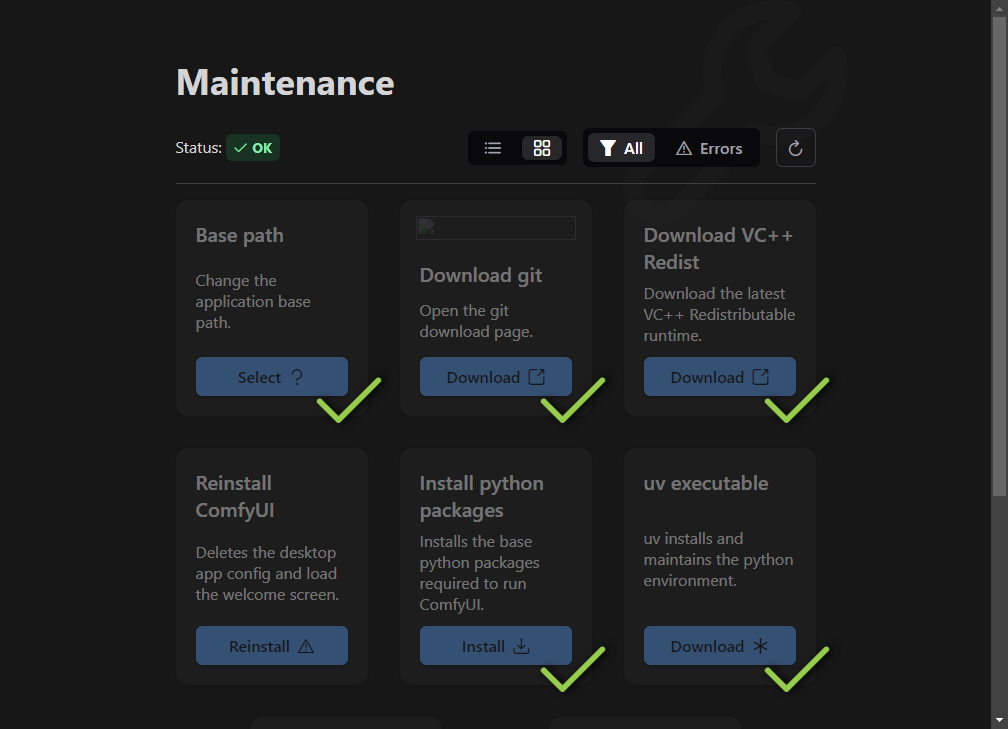 Maintenance
Status: OK
All
Errors
Base path
Change the
application base
path.
Select
Download git
Open the git
download page.
Download
Download VC++
Redist
Download the latest
VC++ Redistributable
runtime.
Download
Reinstall
ComfyUI
Deletes the desktop
app config and load
the welcome screen.
Reinstall
Install python
packages
Installs the base
python packages
required to run
ComfyUI.
Install
uv executable
uv installs and
maintains the python
environment.
Download